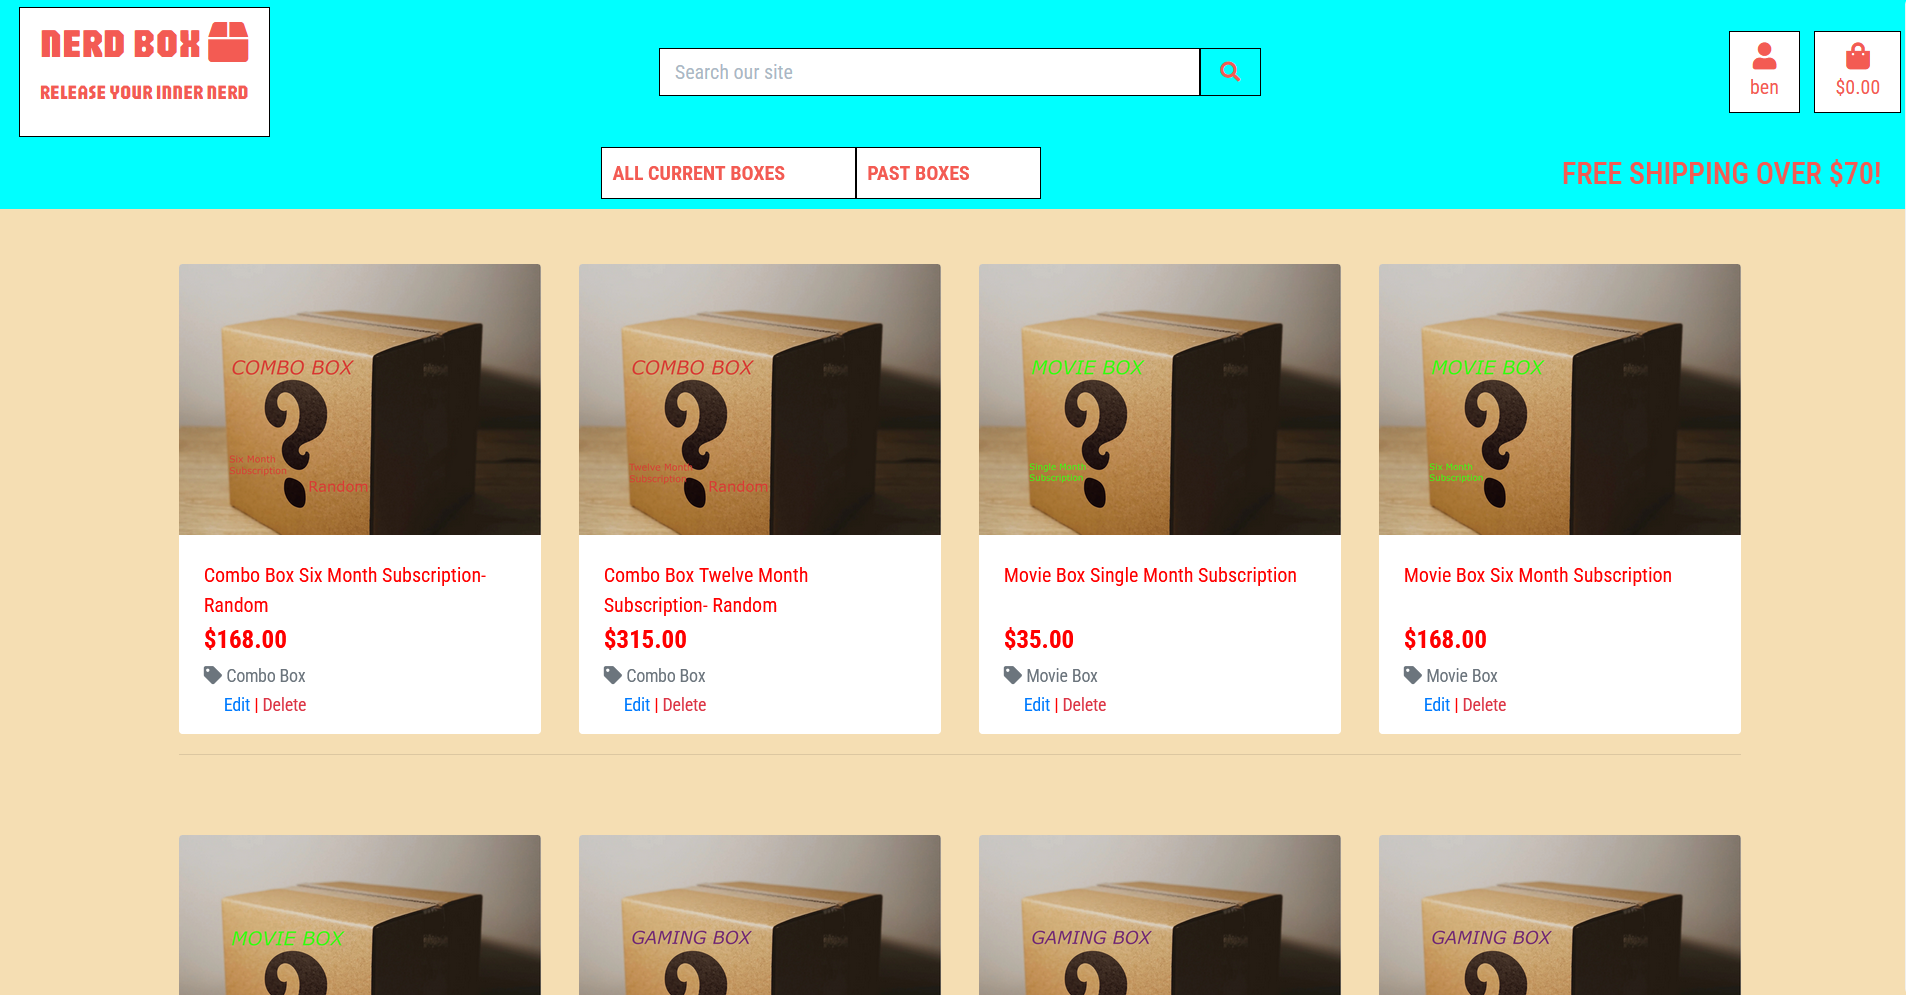 NERD BOX
RELEASE YOUR INNER NERD
Search our site
ben
$0.00
ALL CURRENT BOXES
PAST BOXES
FREE SHIPPING OVER $70!
COMBO BOX
?
Six Month
Subscription
Random
COMBO BOX
?
Twelve Month
Subscription
Random
MOVIE BOX
?
Single Month
Subscription
MOVIE BOX
?
Six Month
Subscription
Combo Box Six Month Subscription-
Random
$168.00
Combo Box
Edit | Delete
Combo Box Twelve Month
Subscription- Random
$315.00
Combo Box
Edit | Delete
Movie Box Single Month Subscription
$35.00
Movie Box
Edit | Delete
Movie Box Six Month Subscription
$168.00
Movie Box
Edit | Delete
MOVIE BOX
?
GAMING BOX
?
GAMING BOX
?
GAMING BOX
?